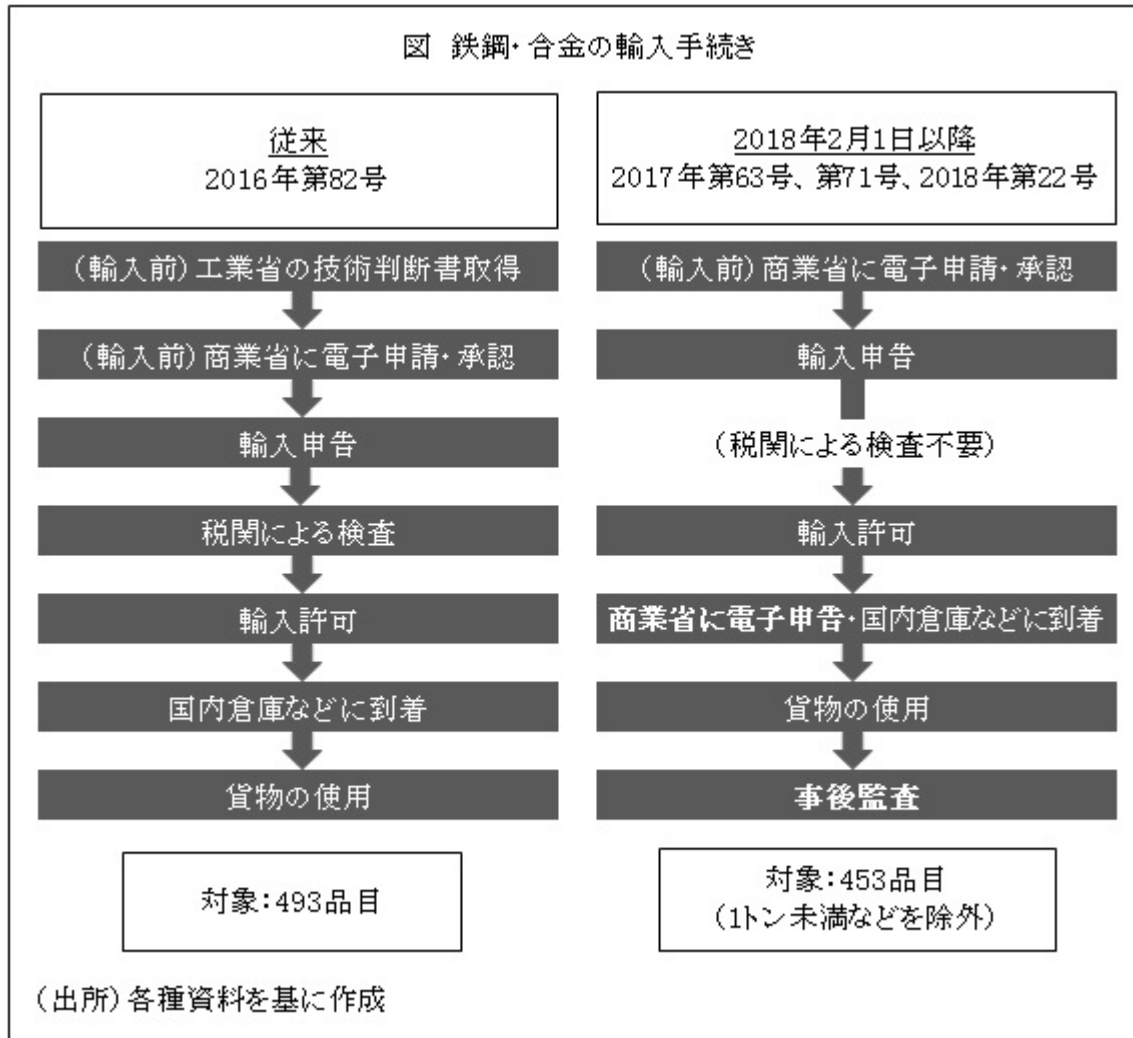 図 鉄鋼・合金の輸入手続き
従来
2016年第82号
(輸入前)工業省の技術判断書取得
(輸入前)商業省に電子申請・承認
輸入申告
税関による検査
輸入許可
国内倉庫などに到着
貨物の使用
対象：493品目
2018年2月1日以降
2017年第63号、第71号、2018年第22号
(輸入前)商業省に電子申請・承認
輸入申告
(税関による検査不要)
輸入許可
商業省に電子申告・国内倉庫などに到着
貨物の使用
事後監査
対象：453品目
(1トン未満などを除外)
(出所)各種資料を基に作成